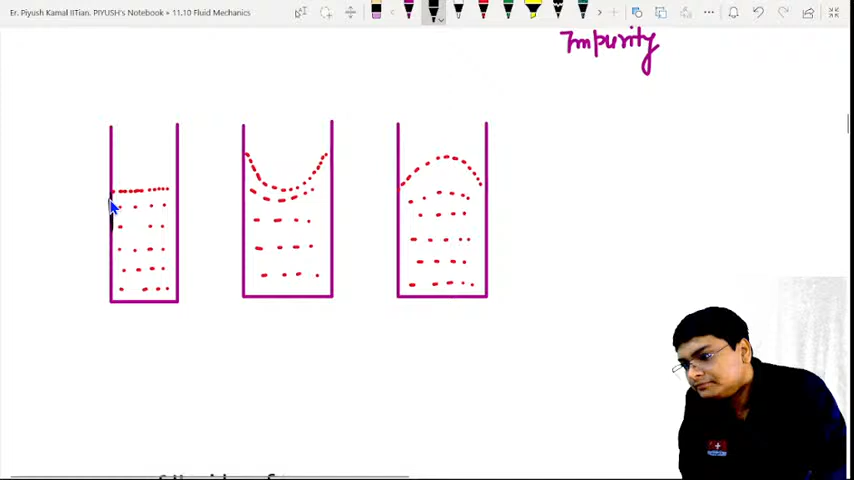 Er. Piyush Kamal IITian. PIYUSH's Notebook » 11.10 Fluid Mechanics
Impurity